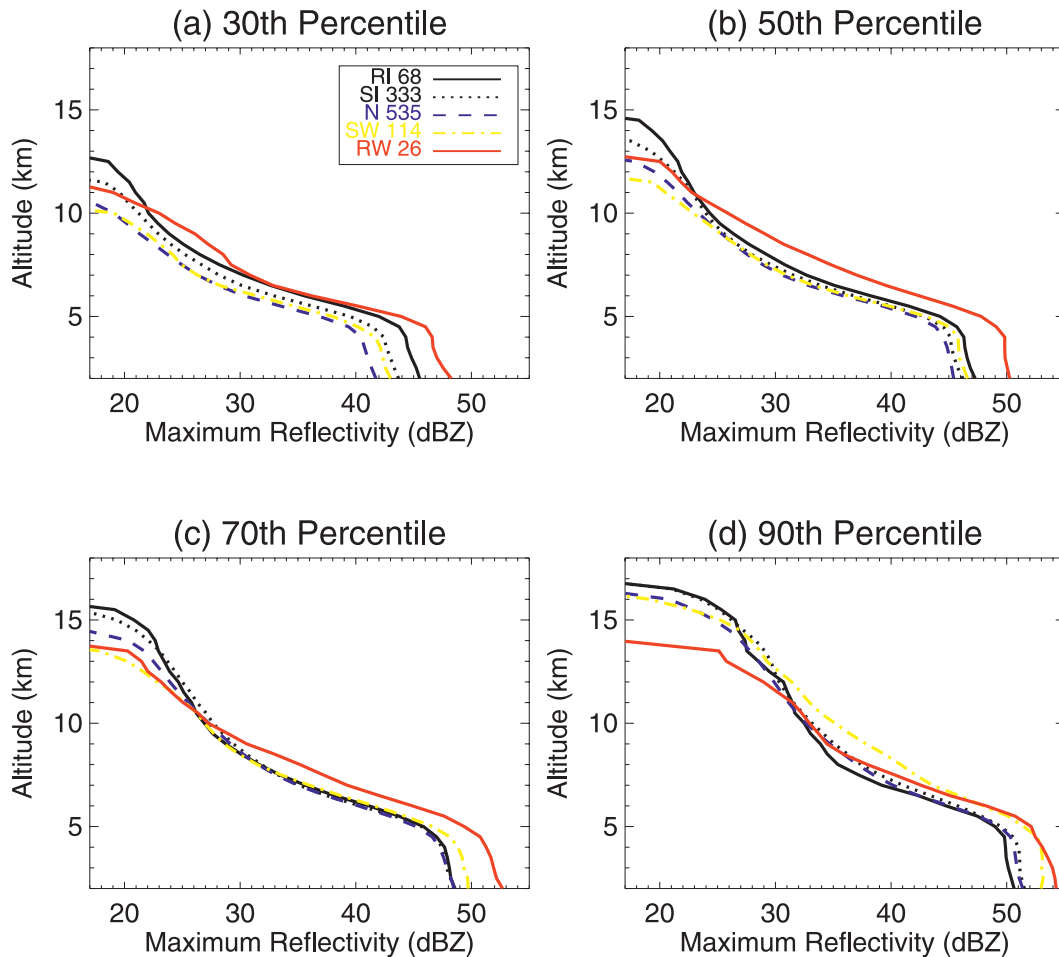 (a) 30th Percentile
RI 68
SI 333
N 535
SW 114
RW 26
15
10
5
Altitude (km)
20 30 40 50
Maximum Reflectivity (dBZ)
(b) 50th Percentile
15
10
5
Altitude (km)
20 30 40 50
Maximum Reflectivity (dBZ)
(c) 70th Percentile
15
10
5
Altitude (km)
20 30 40 50
Maximum Reflectivity (dBZ)
(d) 90th Percentile
15
10
5
Altitude (km)
20 30 40 50
Maximum Reflectivity (dBZ)